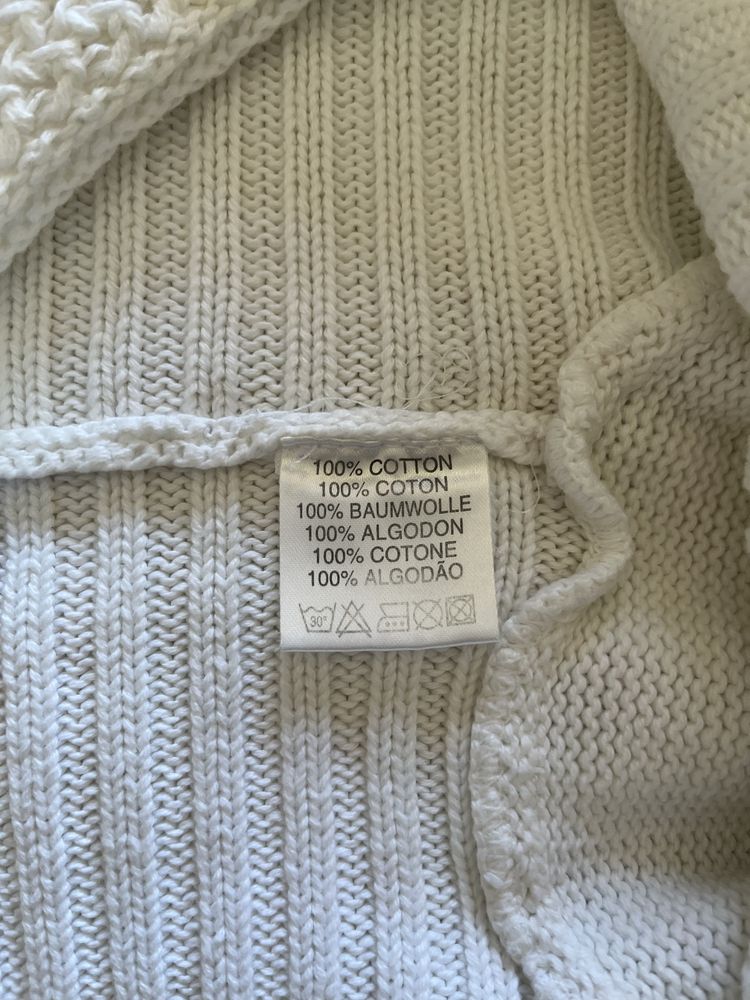 100% COTTON
100% COTON
100% BAUMWOLLE
100% ALGODON
100% COTONE
100% ALGODÃO
30°